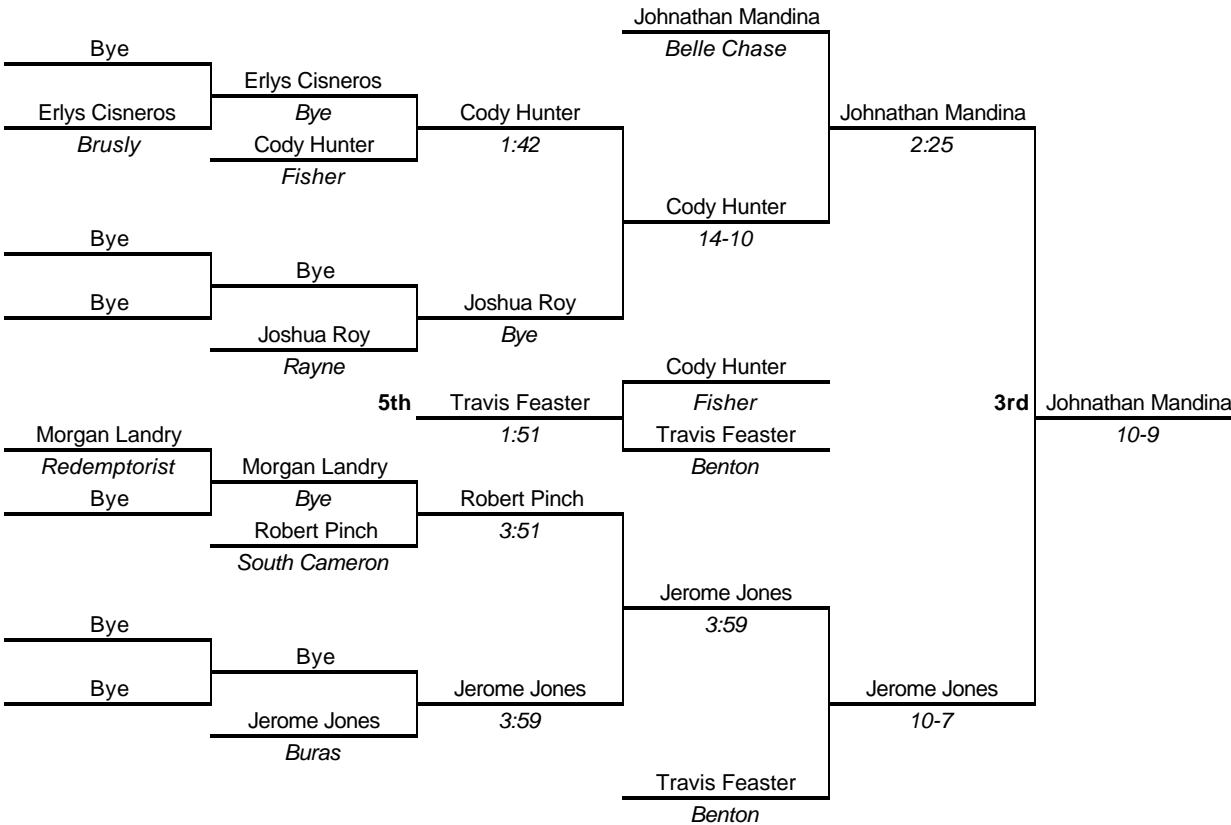 Johnathan Mandina
Bye Belle Chase
Erlys Cisneros
Erlys Cisneros Bye Cody Hunter Johnathan Mandina
Brusly Cody Hunter 1:42 2:25
Fisher
Cody Hunter
Bye 14-10
Bye
Bye Joshua Roy
Joshua Roy Bye
Rayne Cody Hunter
5th Travis Feaster Fisher 3rd Johnathan Mandina
Morgan Landry 1:51 Travis Feaster 10-9
Redemptorist Morgan Landry Benton
Bye Bye Robert Pinch
Robert Pinch 3:51
South Cameron
Jerome Jones
Bye 3:59
Bye
Bye Jerome Jones Jerome Jones
Jerome Jones 3:59 10-7
Buras
Travis Feaster
Benton